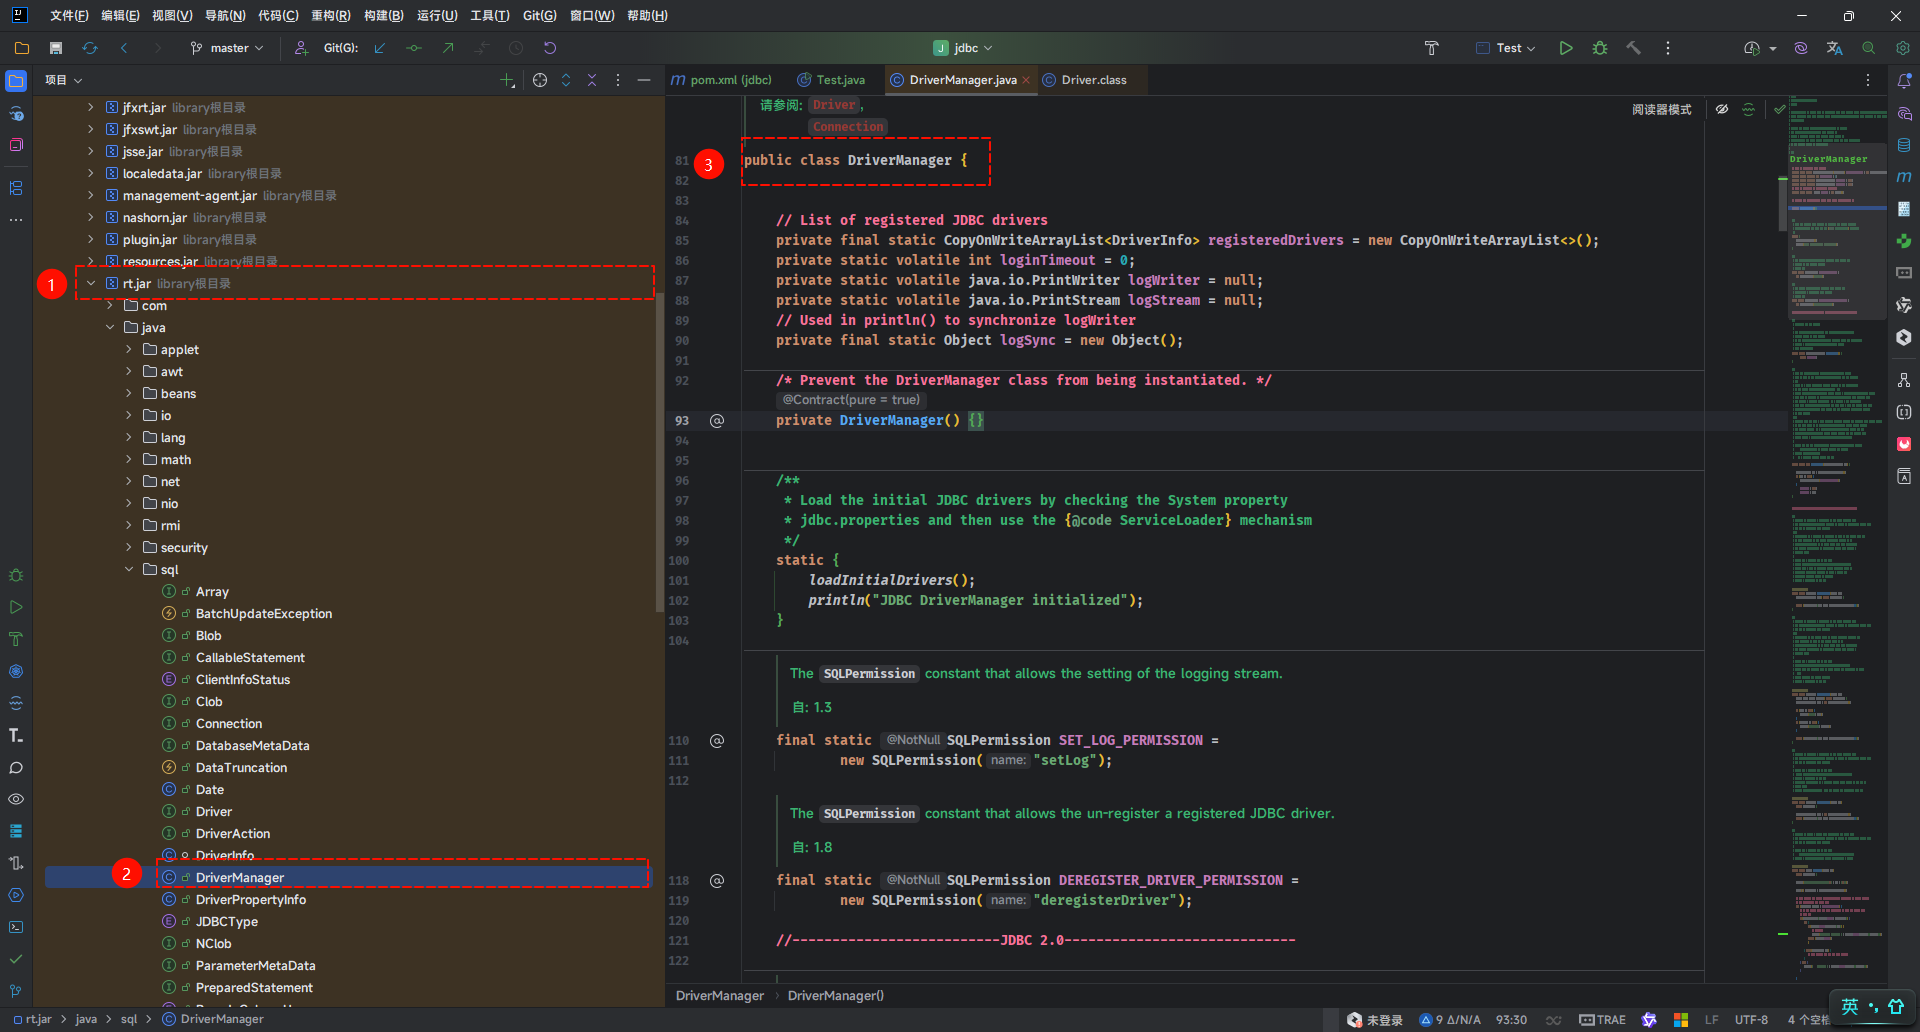 文件(F) 编辑(E) 视图(V) 导航(N) 代码(C) 重构(R) 构建(B) 运行(U) 工具(T) Git(G) 窗口(W) 帮助(H)
master Git(G): J jdbc Test
项目
pom.xml (jdbc) Test.java DriverManager.java Driver.class
jfxrt.jar library根目录
jfxswt.jar library根目录
jsse.jar library根目录
localedata.jar library根目录
management-agent.jar library根目录
nashorn.jar library根目录
plugin.jar library根目录
resources.jar library根目录
1 rt.jar library根目录
com
java
applet
awt
beans
io
lang
math
net
nio
rmi
security
sql
Array
BatchUpdateException
Blob
CallableStatement
ClientInfoStatus
Clob
Connection
DatabaseMetaData
DataTruncation
Date
Driver
DriverAction
DriverInfo
2 DriverManager
DriverPropertyInfo
JDBCType
NClob
ParameterMetaData
PreparedStatement
请参阅: Driver ,
Connection
阅读器模式
DriverManager
3
81 public class DriverManager {
82
83
84 // List of registered JDBC drivers
85 private final static CopyOnWriteArrayList<DriverInfo> registeredDrivers = new CopyOnWriteArrayList<>();
86 private static volatile int loginTimeout = 0;
87 private static volatile java.io.PrintWriter logWriter = null;
88 private static volatile java.io.PrintStream logStream = null;
89 // Used in println() to synchronize logWriter
90 private final static Object logSync = new Object();
91
92 /* Prevent the DriverManager class from being instantiated. */
@Contract(pure = true)
93 private DriverManager() {}
94
95
96 /**
97 * Load the initial JDBC drivers by checking the System property
98 * jdbc.properties and then use the {@code ServiceLoader} mechanism
99 */
100 static {
101 loadInitialDrivers();
102 println("JDBC DriverManager initialized");
103 }
104
The SQLPermission constant that allows the setting of the logging stream.
自: 1.3
110 final static @NotNull SQLPermission SET_LOG_PERMISSION =
111 new SQLPermission( name: "setLog");
112
The SQLPermission constant that allows the un-register a registered JDBC driver.
自: 1.8
118 final static @NotNull SQLPermission DEREGISTER_DRIVER_PERMISSION =
119 new SQLPermission( name: "deregisterDriver");
120
121 //--------------------------JDBC 2.0-----------------------------
122
DriverManager > DriverManager()
rt.jar > java > sql > DriverManager
未登录 9 Δ/N/A 93:30 TRAE LF UTF-8 4 个空格
英